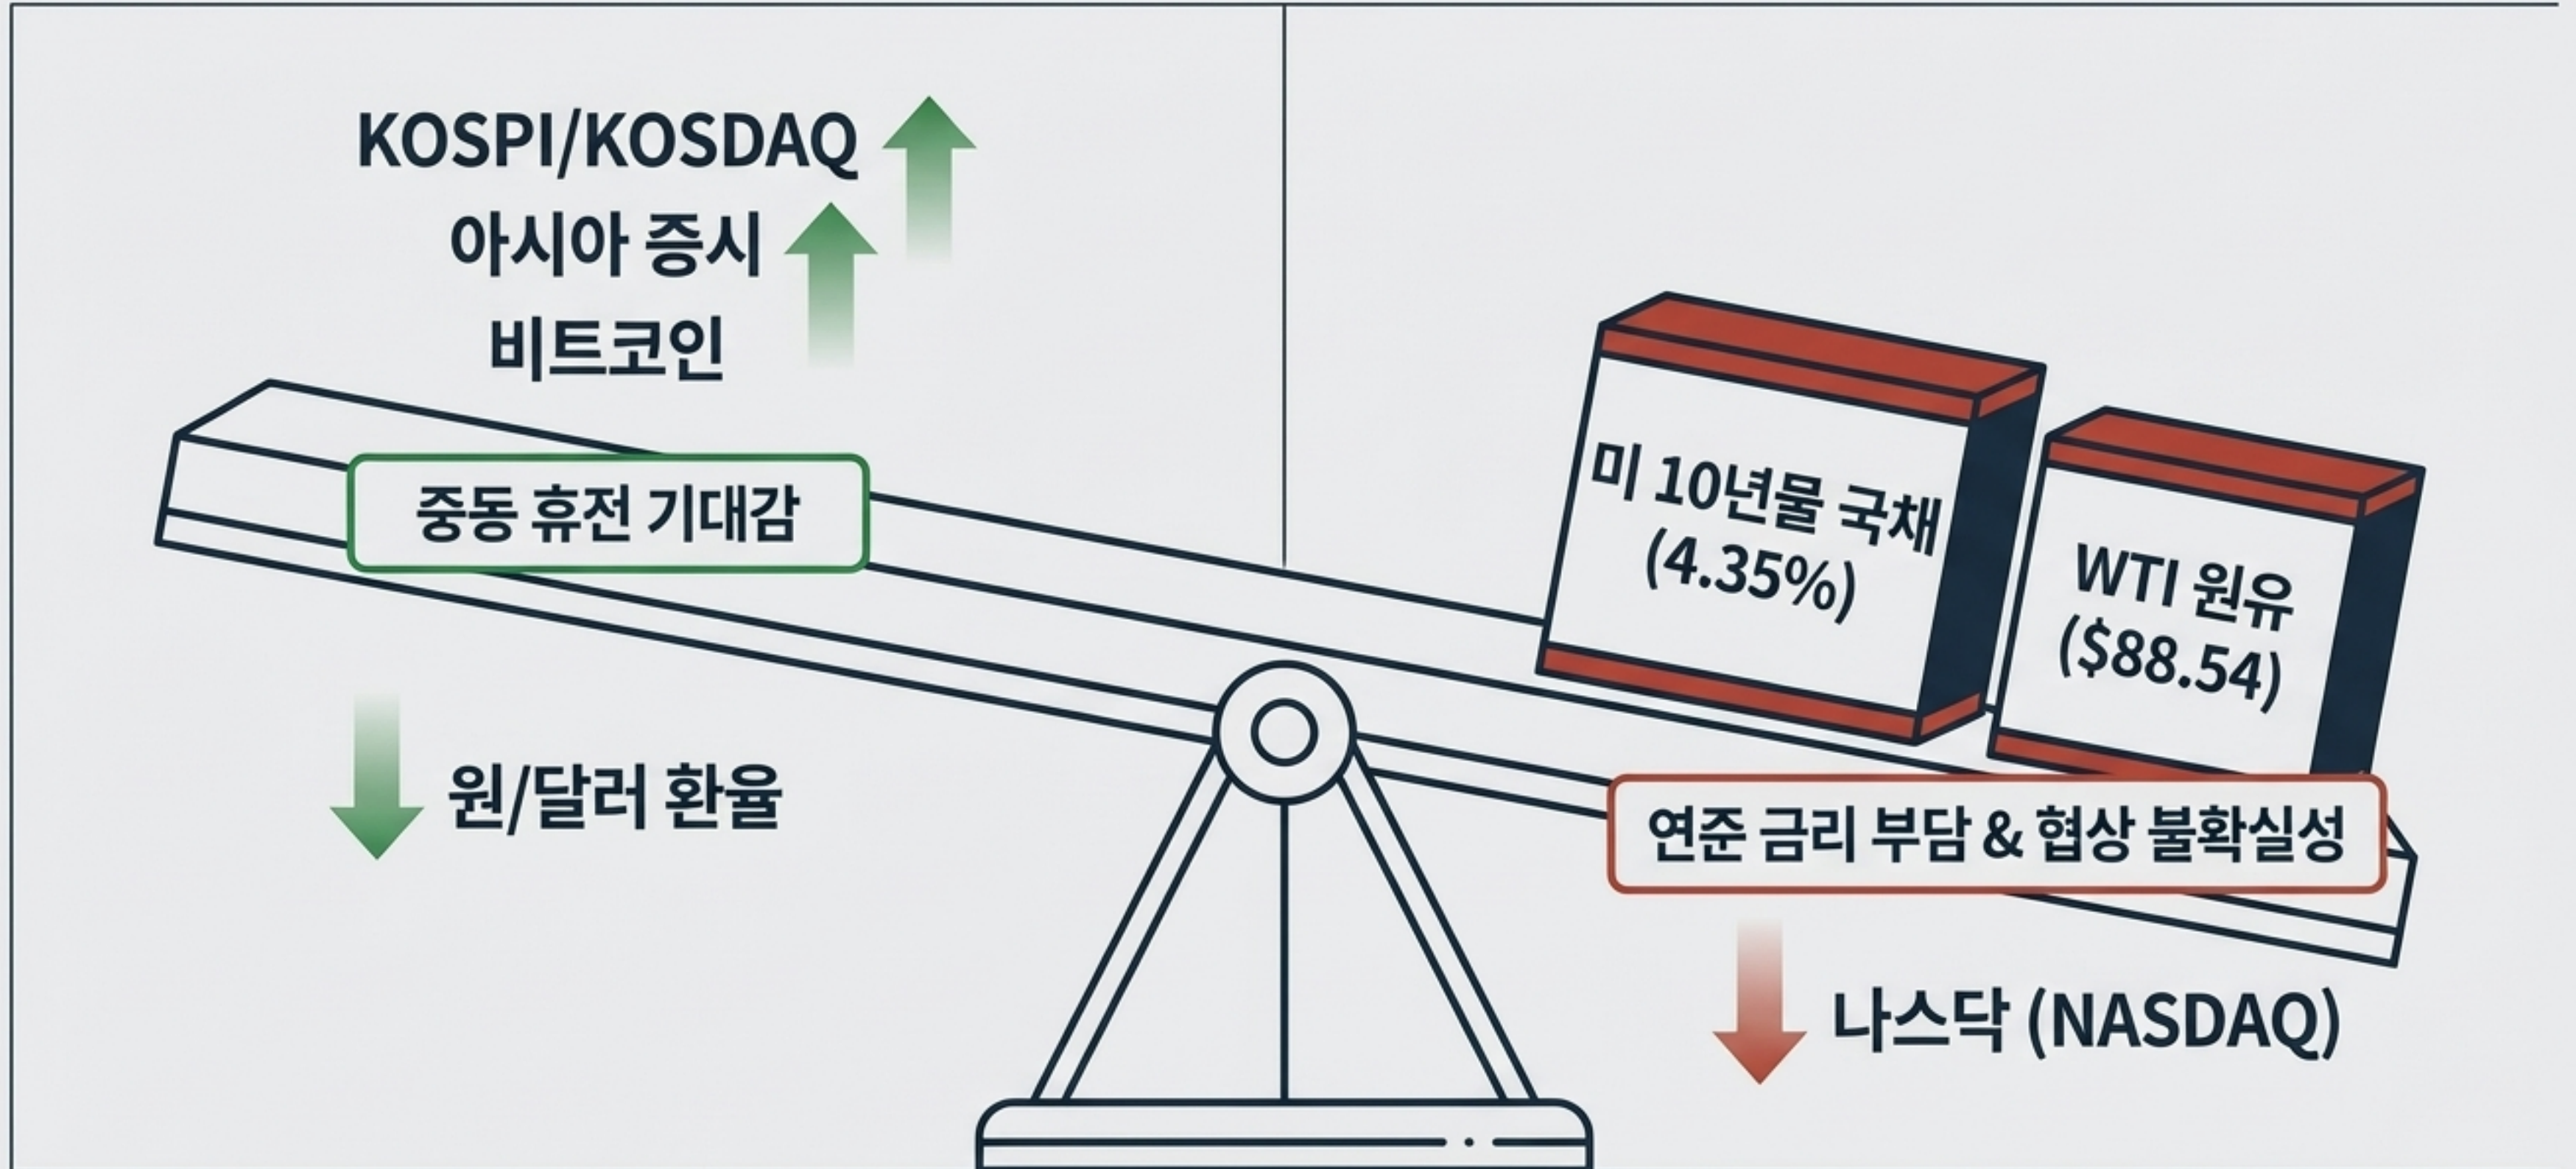 KOSPI/KOSDAQ
아시아 증시
비트코인
중동 휴전 기대감
원/달러 환율
미 10년물 국채
(4.35%)
WTI 원유
($88.54)
연준 금리 부담 & 협상 불확실성
나스닥 (NASDAQ)